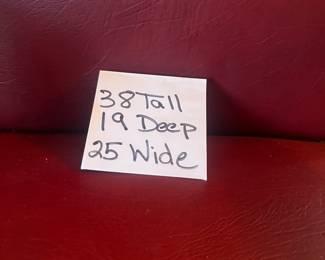 38 Tall
19 Deep
25 Wide